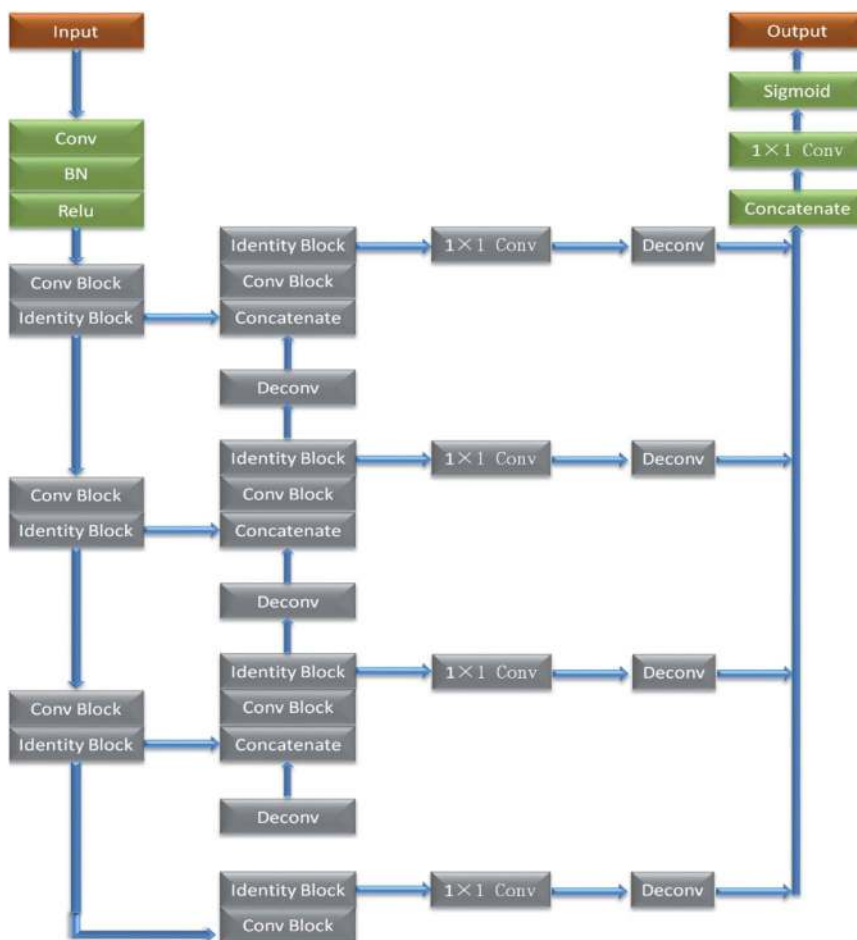 Input
Conv
BN
Relu
Conv Block
Identity Block
Conv Block
Identity Block
Conv Block
Identity Block
Identity Block
Conv Block
Concatenate
Deconv
Identity Block
Conv Block
Concatenate
Deconv
Identity Block
Conv Block
Concatenate
Deconv
Identity Block
Conv Block
1×1 Conv
1×1 Conv
1×1 Conv
1×1 Conv
Deconv
Deconv
Deconv
Deconv
Output
Sigmoid
1×1 Conv
Concatenate